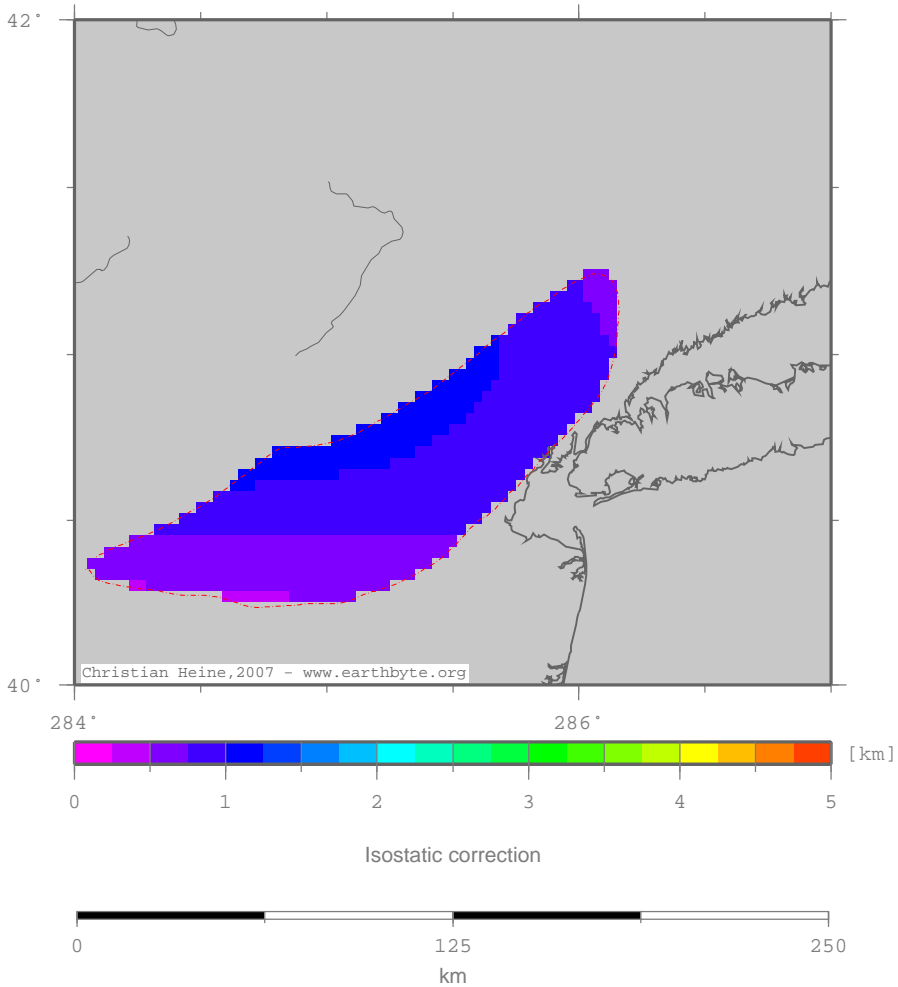 42°
40°
Christian Heine,2007 - www.earthbyte.org
284° 286°
[km]
0 1 2 3 4 5
Isostatic correction
0 125 250
km